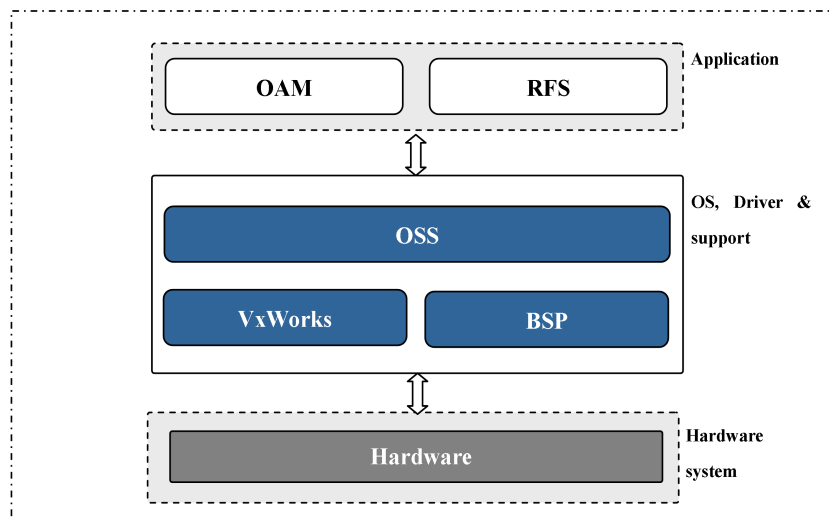 Application
OAM
RFS
OS, Driver &
support
OSS
VxWorks
BSP
Hardware
system
Hardware